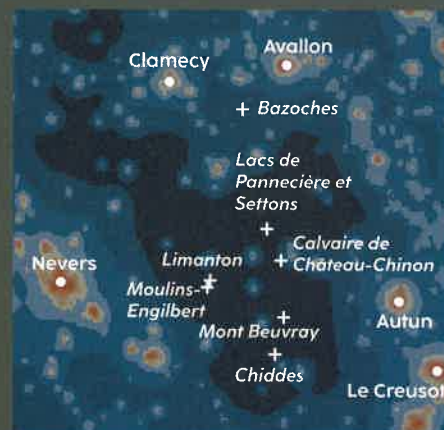 Avallon
Clamecy
Bazoches
Lacs de
Pannecière et
Settons
Calvaire de
Château-Chinon
Limanton
Nevers
Moulins-
Engilbert
Autun
Mont Beuvray
Chiddes
Le Creusot